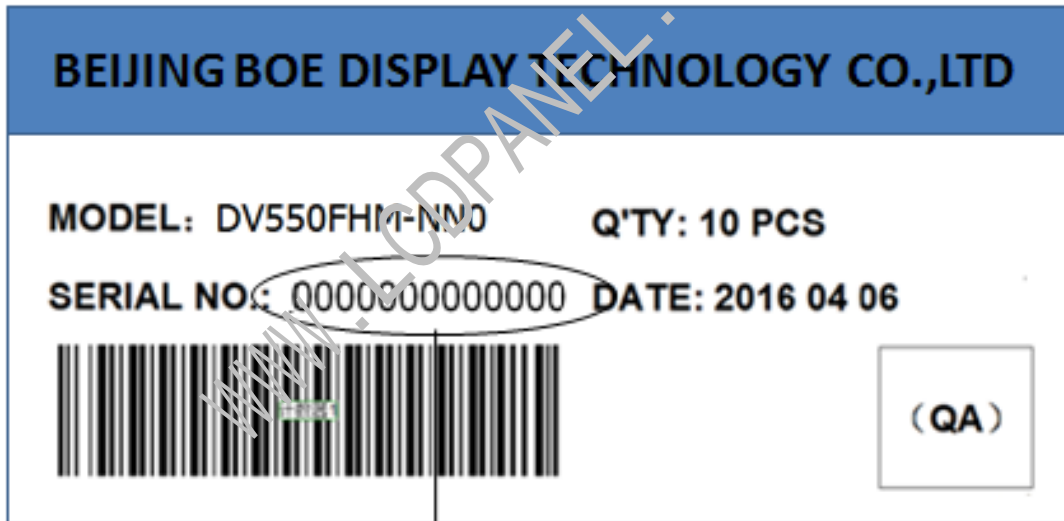 BEIJING BOE DISPLAY TECHNOLOGY CO.,LTD
MODEL: DV550FHM-NN0 Q'TY: 10 PCS
SERIAL NO.: 0000000000000 DATE: 2016 04 06
(QA)
WWW.LCDPANEL.